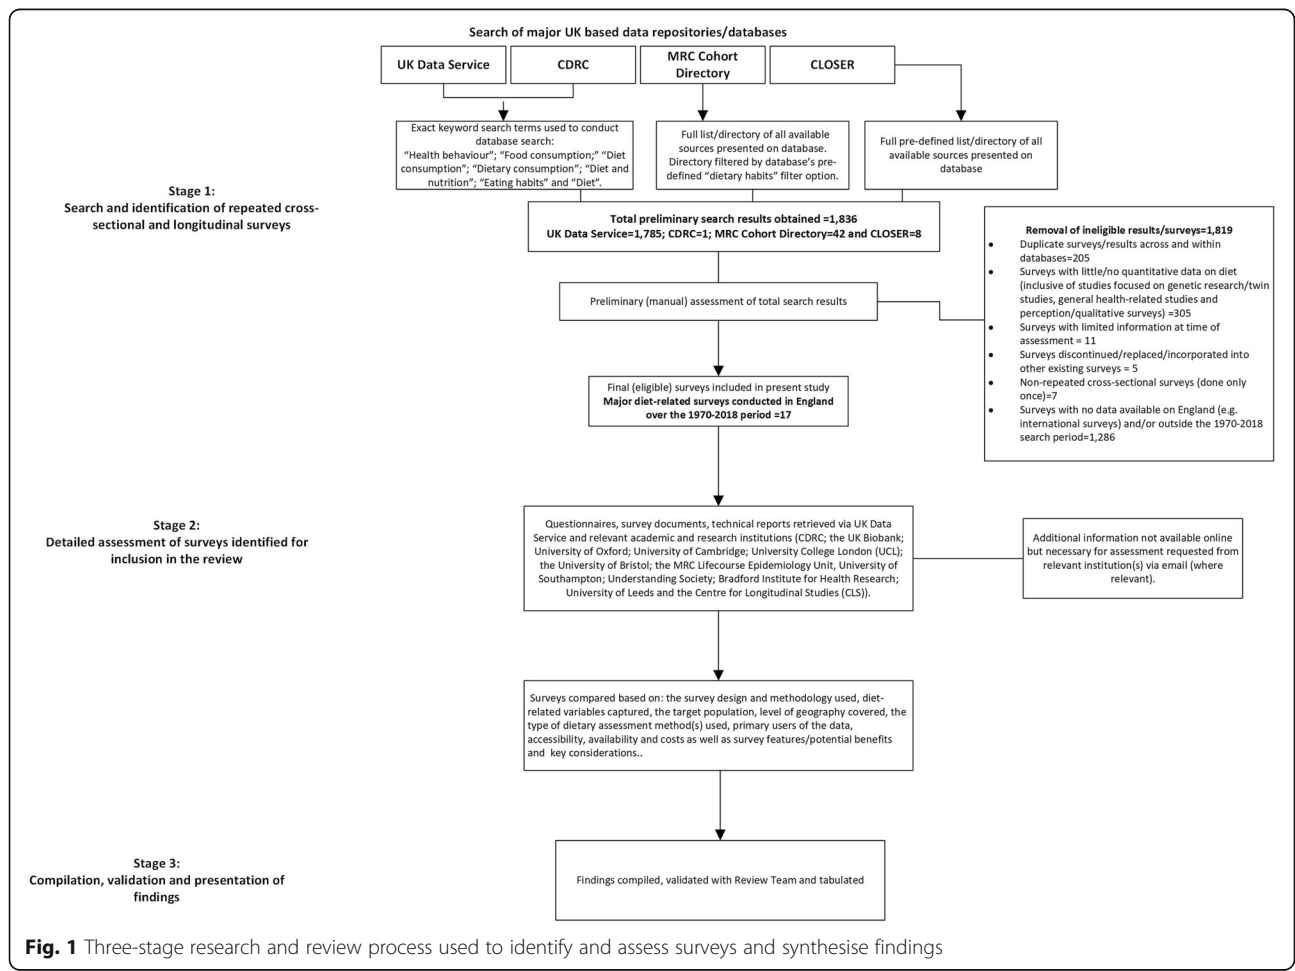 Search of major UK based data repositories/databases
UK Data Service
CDRC
MRC Cohort
Directory
CLOSER
Exact keyword search terms used to conduct
database search:
“Health behaviour”; “Food consumption;” “Diet
consumption”; “Dietary consumption”; “Diet and
nutrition”; “Eating habits” and “Diet”.
Full list/directory of all available
sources presented on database.
Directory filtered by database’s pre-
defined “dietary habits” filter option.
Full pre-defined list/directory of all
available sources presented on
database
Stage 1:
Search and identification of repeated cross-
sectional and longitudinal surveys
Total preliminary search results obtained =1,836
UK Data Service=1,785; CDRC=1; MRC Cohort Directory=42 and CLOSER=8
Preliminary (manual) assessment of total search results
Removal of ineligible results/surveys=1,819
• Duplicate surveys/results across and within
databases=205
• Surveys with little/no quantitative data on diet
(inclusive of studies focused on genetic research/twin
studies, general health-related studies and
perception/qualitative surveys) =305
• Surveys with limited information at time of
assessment = 11
• Surveys discontinued/replaced/incorporated into
other existing surveys = 5
• Non-repeated cross-sectional surveys (done only
once)=7
• Surveys with no data available on England (e.g.
international surveys) and/or outside the 1970-2018
search period=1,286
Final (eligible) surveys included in present study
Major diet-related surveys conducted in England
over the 1970-2018 period =17
Stage 2:
Detailed assessment of surveys identified for
inclusion in the review
Questionnaires, survey documents, technical reports retrieved via UK Data
Service and relevant academic and research institutions (CDRC; the UK Biobank;
University of Oxford; University of Cambridge; University College London (UCL);
the University of Bristol; the MRC Lifecourse Epidemiology Unit, University of
Southampton; Understanding Society; Bradford Institute for Health Research;
University of Leeds and the Centre for Longitudinal Studies (CLS)).
Additional information not available online
but necessary for assessment requested from
relevant institution(s) via email (where
relevant).
Surveys compared based on: the survey design and methodology used, diet-
related variables captured, the target population, level of geography covered, the
type of dietary assessment method(s) used, primary users of the data,
accessibility, availability and costs as well as survey features/potential benefits
and key considerations..
Stage 3:
Compilation, validation and presentation of
findings
Findings compiled, validated with Review Team and tabulated
Fig. 1 Three-stage research and review process used to identify and assess surveys and synthesise findings